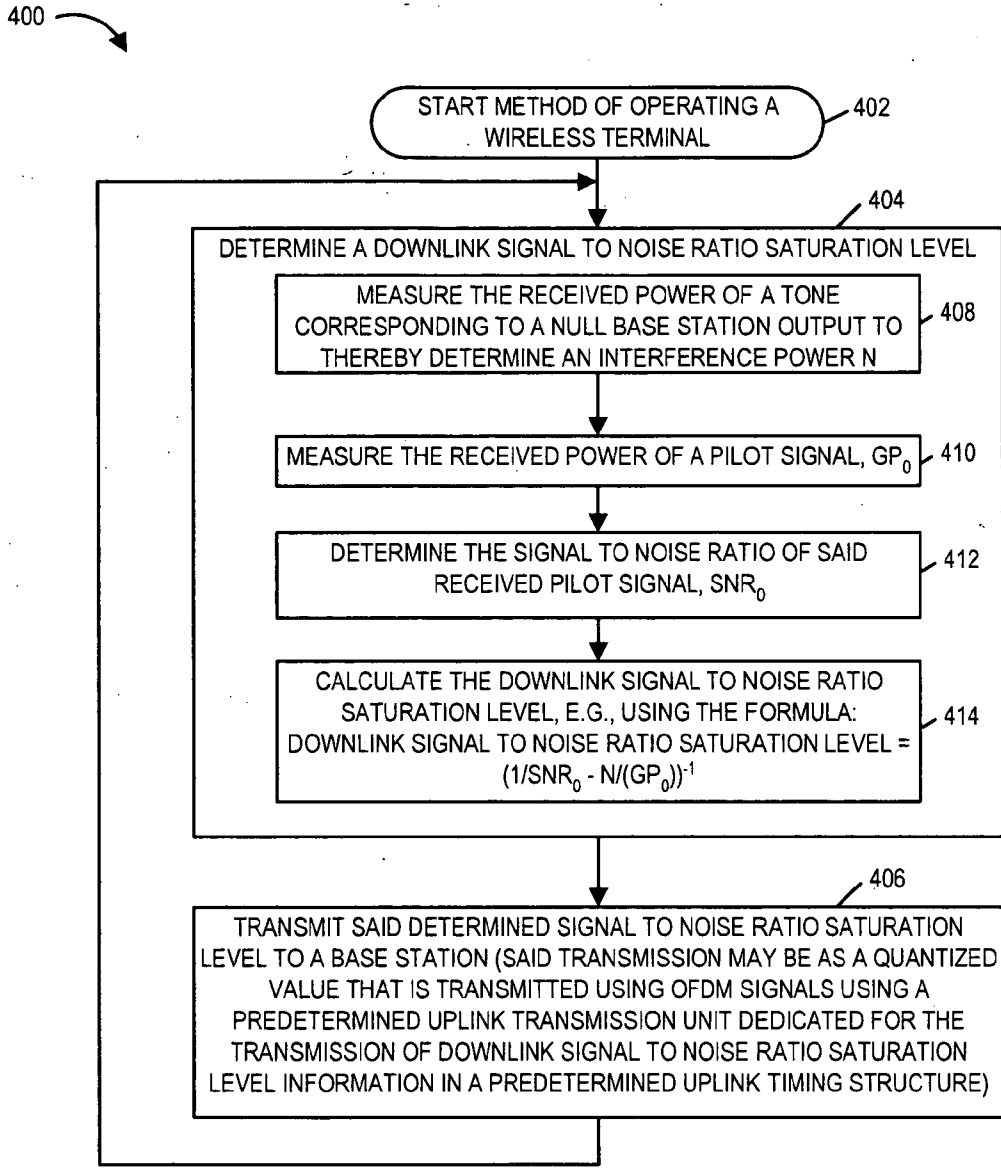 400
START METHOD OF OPERATING A
WIRELESS TERMINAL
402
404
DETERMINE A DOWNLINK SIGNAL TO NOISE RATIO SATURATION LEVEL
MEASURE THE RECEIVED POWER OF A TONE
CORRESPONDING TO A NULL BASE STATION OUTPUT TO
THEREBY DETERMINE AN INTERFERENCE POWER N
408
MEASURE THE RECEIVED POWER OF A PILOT SIGNAL, GP₀
410
DETERMINE THE SIGNAL TO NOISE RATIO OF SAID
RECEIVED PILOT SIGNAL, SNR₀
412
CALCULATE THE DOWNLINK SIGNAL TO NOISE RATIO
SATURATION LEVEL, E.G., USING THE FORMULA:
DOWNLINK SIGNAL TO NOISE RATIO SATURATION LEVEL =
(1/SNR₀ - N/(GP₀))⁻¹
414
406
TRANSMIT SAID DETERMINED SIGNAL TO NOISE RATIO SATURATION
LEVEL TO A BASE STATION (SAID TRANSMISSION MAY BE AS A QUANTIZED
VALUE THAT IS TRANSMITTED USING OFDM SIGNALS USING A
PREDETERMINED UPLINK TRANSMISSION UNIT DEDICATED FOR THE
TRANSMISSION OF DOWNLINK SIGNAL TO NOISE RATIO SATURATION
LEVEL INFORMATION IN A PREDETERMINED UPLINK TIMING STRUCTURE)